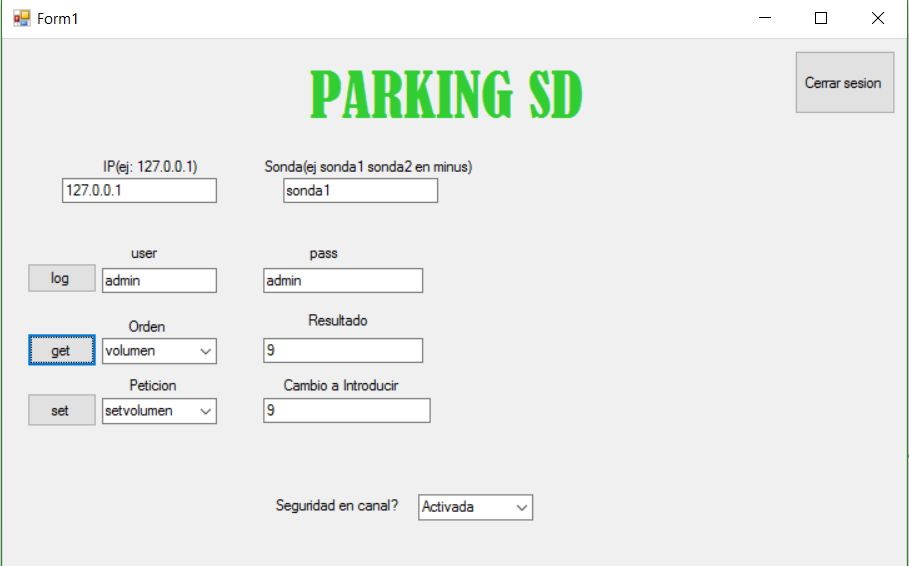 Form1
PARKING SD
Cerrar sesion
IP(ej: 127.0.0.1)
Sonda(ej sonda1 sonda2 en minus)
127.0.0.1
sonda1
user
pass
log
admin
admin
Orden
Resultado
get
volumen
9
Peticion
Cambio a Introducir
set
setvolumen
9
Seguridad en canal?
Activada